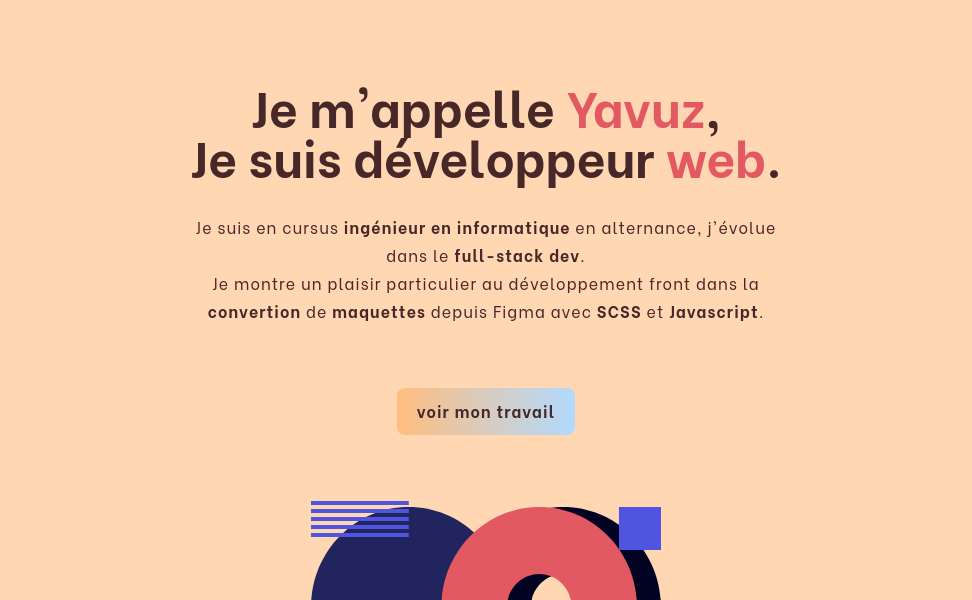 Je m’appelle Yavuz,
Je suis développeur web.
Je suis en cursus ingénieur en informatique en alternance, j’évolue
dans le full-stack dev.
Je montre un plaisir particulier au développement front dans la
convertion de maquettes depuis Figma avec SCSS et Javascript.
voir mon travail